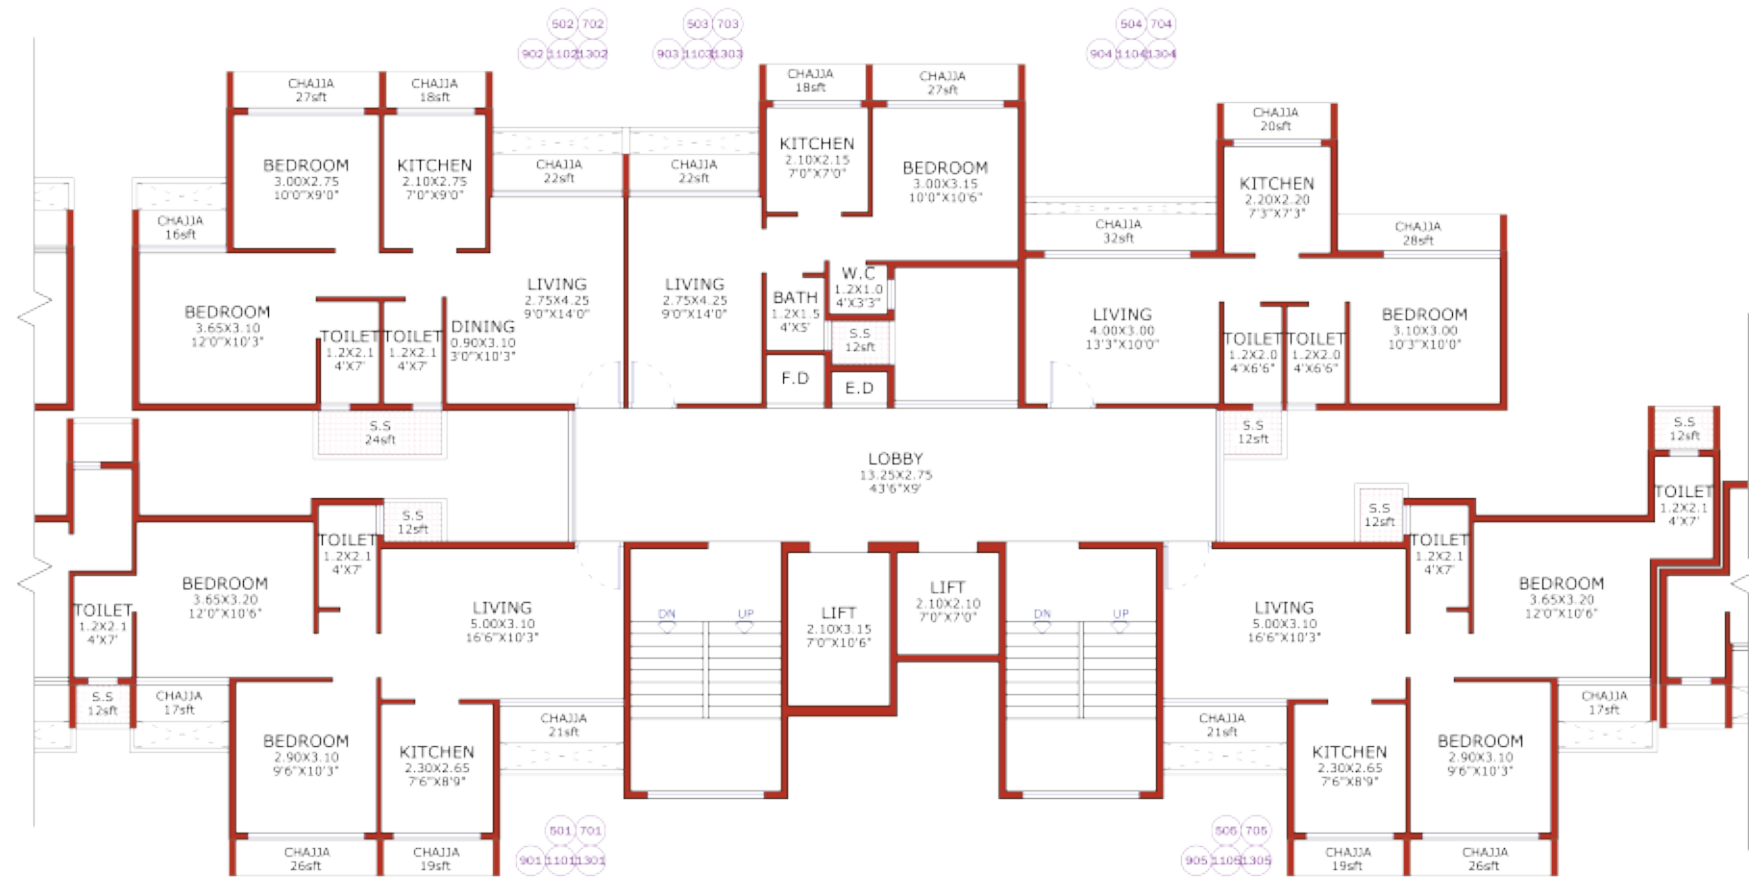 502 702
902 1102 1302
503 703
903 1103 1303
504 704
904 1104 1304
CHAJJA
27sft
CHAJJA
18sft
BEDROOM
3.00X2.75
10'0"X9'0"
KITCHEN
2.10X2.75
7'0"X9'0"
CHAJJA
22sft
CHAJJA
22sft
CHAJJA
18sft
CHAJJA
27sft
KITCHEN
2.10X2.15
7'0"X7'0"
BEDROOM
3.00X3.15
10'0"X10'6"
CHAJJA
20sft
KITCHEN
2.20X2.20
7'3"X7'3"
CHAJJA
32sft
CHAJJA
28sft
CHAJJA
16sft
BEDROOM
3.65X3.10
12'0"X10'3"
TOILET
1.2X2.1
4'X7'
TOILET
1.2X2.1
4'X7'
DINING
0.90X3.10
3'0"X10'3"
LIVING
2.75X4.25
9'0"X14'0"
LIVING
2.75X4.25
9'0"X14'0"
BATH
1.2X1.5
4'X5'
W.C
1.2X1.0
4'X3'3"
S.S
12sft
F.D
E.D
LIVING
4.00X3.00
13'3"X10'0"
TOILET
1.2X2.0
4'X6'6"
TOILET
1.2X2.0
4'X6'6"
BEDROOM
3.10X3.00
10'3"X10'0"
S.S
24sft
S.S
12sft
S.S
12sft
LOBBY
13.25X2.75
43'6"X9'
S.S
12sft
S.S
12sft
TOILET
1.2X2.1
4'X7'
TOILET
1.2X2.1
4'X7'
TOILET
1.2X2.1
4'X7'
BEDROOM
3.65X3.20
12'0"X10'6"
TOILET
1.2X2.1
4'X7'
LIVING
5.00X3.10
16'6"X10'3"
DN UP
LIFT
2.10X3.15
7'0"X10'6"
LIFT
2.10X2.10
7'0"X7'0"
DN UP
LIVING
5.00X3.10
16'6"X10'3"
BEDROOM
3.65X3.20
12'0"X10'6"
S.S
12sft
CHAJJA
17sft
BEDROOM
2.90X3.10
9'6"X10'3"
KITCHEN
2.30X2.65
7'6"X8'9"
CHAJJA
21sft
CHAJJA
21sft
KITCHEN
2.30X2.65
7'6"X8'9"
BEDROOM
2.90X3.10
9'6"X10'3"
CHAJJA
17sft
CHAJJA
26sft
CHAJJA
19sft
501 701
901 1101 1301
505 705
905 1105 1305
CHAJJA
19sft
CHAJJA
26sft